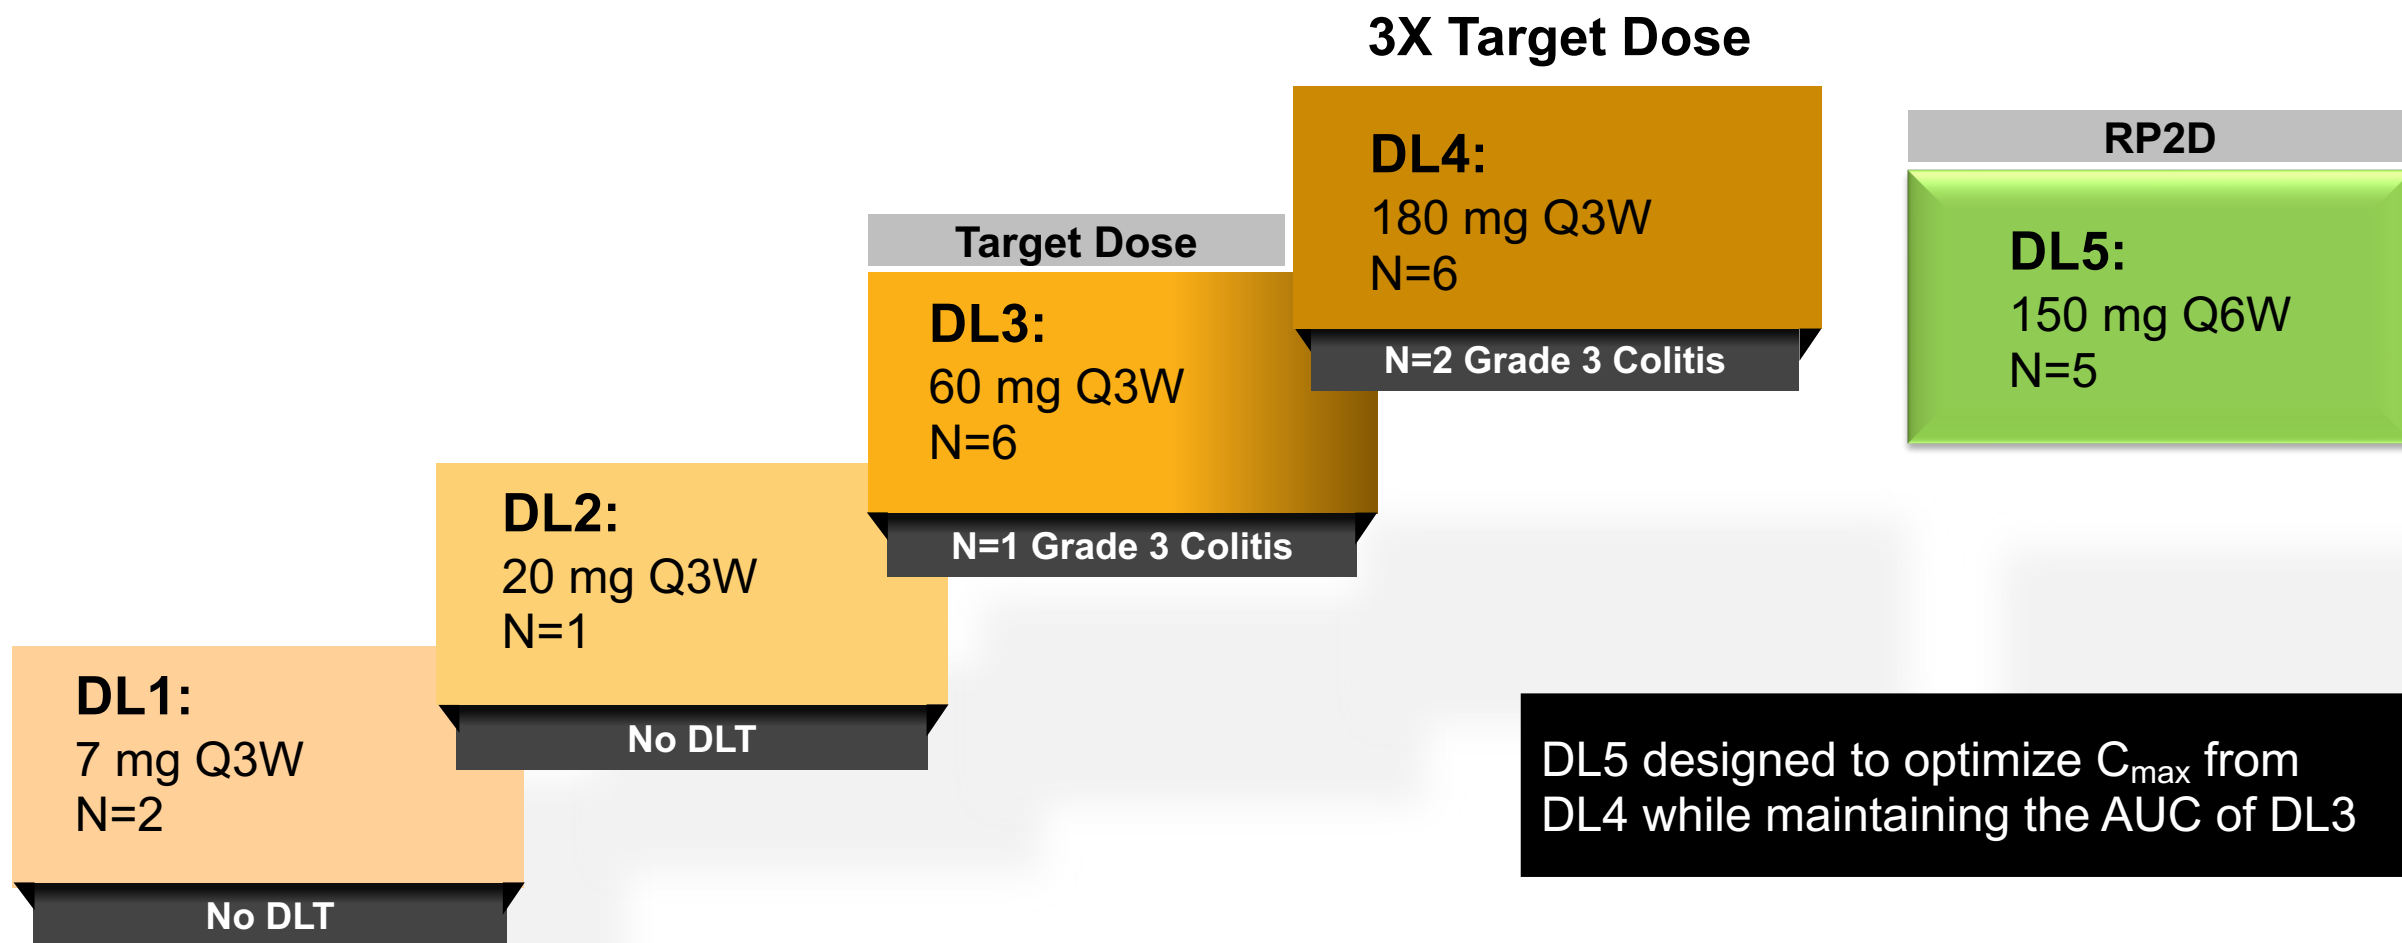 DL1:
7 mg Q3W
N=2
No DLT
DL2:
20 mg Q3W
N=1
No DLT
Target Dose
DL3:
60 mg Q3W
N=6
N=1 Grade 3 Colitis
3X Target Dose
DL4:
180 mg Q3W
N=6
N=2 Grade 3 Colitis
RP2D
DL5:
150 mg Q6W
N=5
DL5 designed to optimize Cmax from
DL4 while maintaining the AUC of DL3